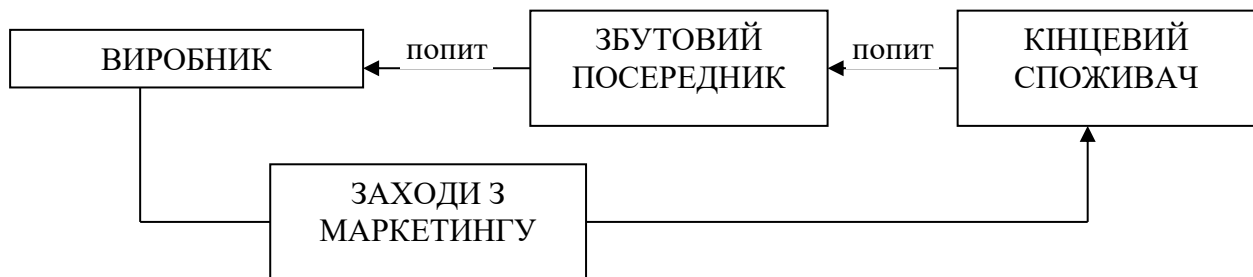 ВИРОБНИК
попит
ЗБУТОВИЙ
ПОСЕРЕДНИК
попит
КІНЦЕВИЙ
СПОЖИВАЧ
ЗАХОДИ З
МАРКЕТИНГУ